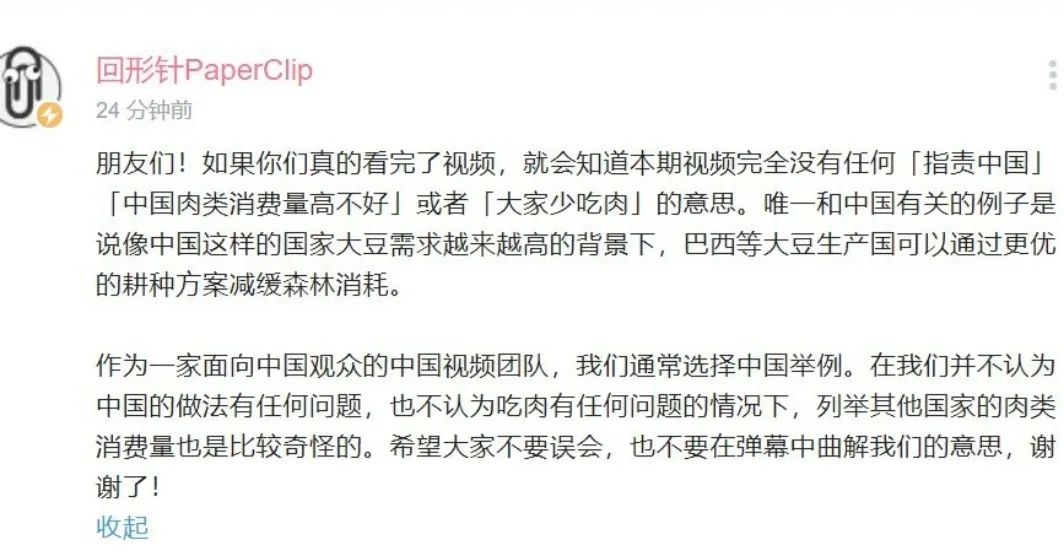 回形针PaperClip
24 分钟前
朋友们！如果你们真的看完了视频，就会知道本期视频完全没有任何「指责中国」
「中国肉类消费量高不好」或者「大家少吃肉」的意思。唯一和中国有关的例子是
说像中国这样的国家大豆需求越来越高的背景下，巴西等大豆生产国可以通过更优
的耕种方案减缓森林消耗。
作为一家面向中国观众的中国视频团队，我们通常选择中国举例。在我们并不认为
中国的做法有任何问题，也不认为吃肉有任何问题的情况下，列举其他国家的肉类
消费量也是比较奇怪的。希望大家不要误会，也不要在弹幕中曲解我们的意思，谢
谢了！
收起